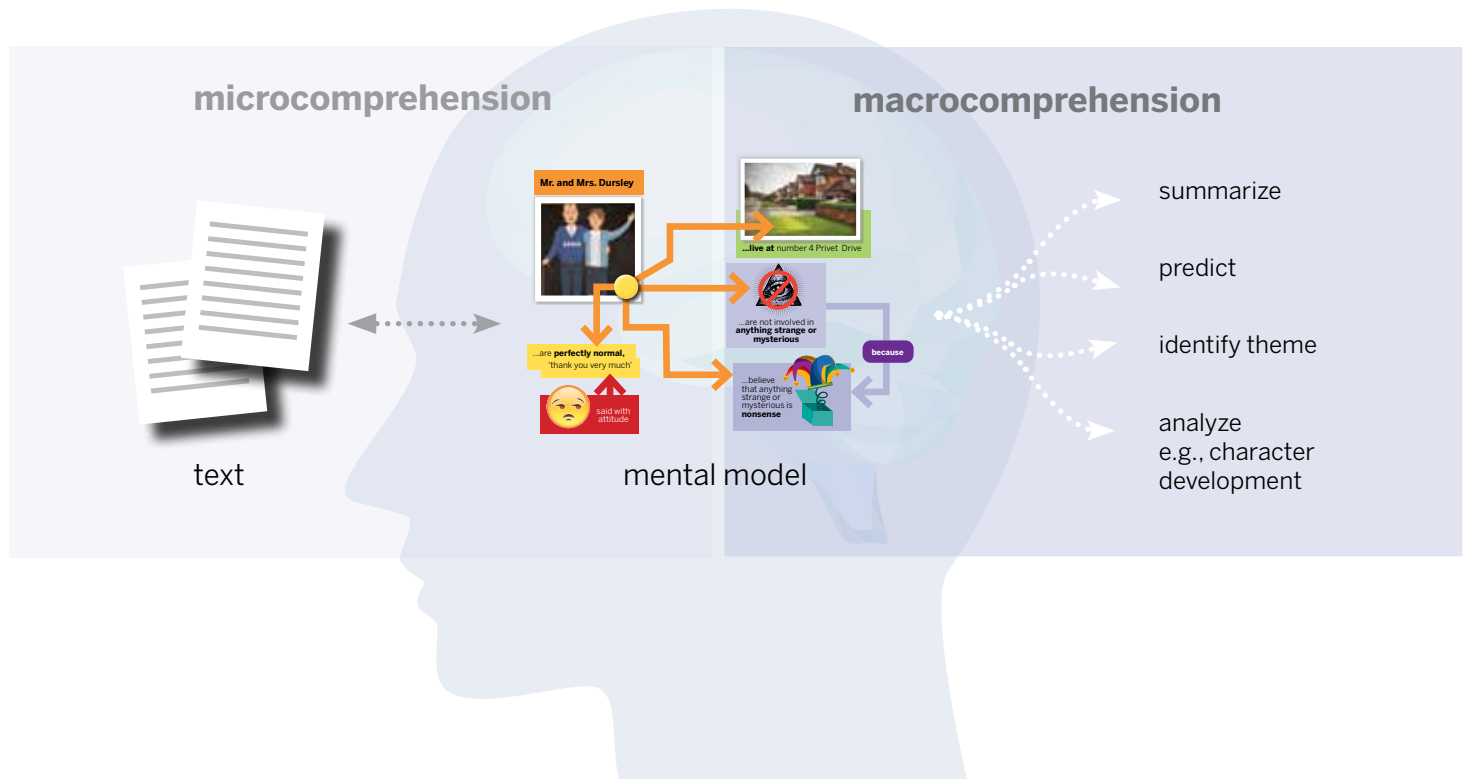 microcomprehension
macrocomprehension
Mr. and Mrs. Dursley
...live at number 4 Privet Drive
...are not involved in
anything strange or
mysterious
because
...are perfectly normal,
'thank you very much'
said with
attitude
...believe
that anything
strange or
mysterious is
nonsense
text
mental model
summarize
predict
identify theme
analyze
e.g., character
development